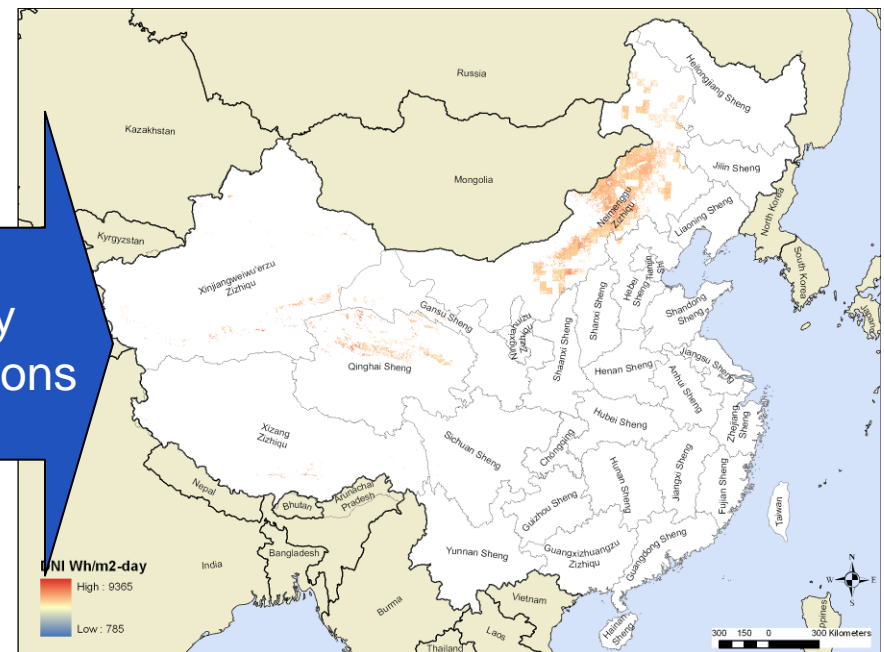 Russia
Heilongjiang Sheng
Kazakhstan
Mongolia
Jilin Sheng
Neimenggu
Zizhiqu
Liaoning Sheng
North Korea
South Korea
Japan
Kyrgyzstan
Xinjiangweiwu'erzu
Zizhiqu
Gansu Sheng
Hebei
Sheng
Tianjin
Shi
Shanxi Sheng
Shandong
Sheng
Ningxiahuizu
Zizhiqu
Shaanxi Sheng
ons
Qinghai Sheng
Henan Sheng
Jiangsu Sheng
Anhui Sheng
Xizang
Zizhiqu
Hubei Sheng
Zhejiang
Sheng
Sichuan Sheng
Chongqing
Hunan Sheng
Jiangxi Sheng
Fujian Sheng
Nepal
Bhutan
Arunachal
Pradesh
Guizhou Sheng
Taiwan
India
Bangladesh
Yunnan Sheng
Guangxizhuangzu
Zizhiqu
Guangdong Sheng
Burma
Vietnam
Laos
Thailand
Hainan
Sheng
NI Wh/m2-day
High : 9365
Low : 785
N
W
E
S
ppines
300 150 0 300 Kilometers